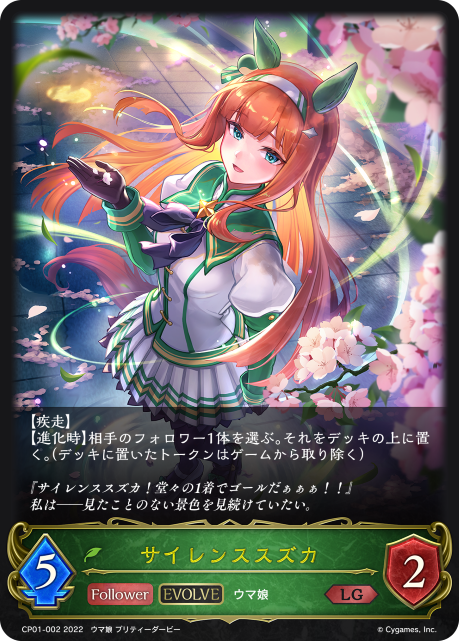 【疾走】
【進化時】相手のフォロワー1体を選ぶ。それをデッキの上に置
く。(デッキに置いたトークンはゲームから取り除く)
『サイレンススズカ!堂々の1着でゴールだぁぁぁ!!』
私は――見たことのない景色を見続けていたい。
サイレンススズカ
5
Follower EVOLVE ウマ娘 LG
2
CP01-002 2022 ウマ娘 プリティーダービー
© Cygames, Inc.